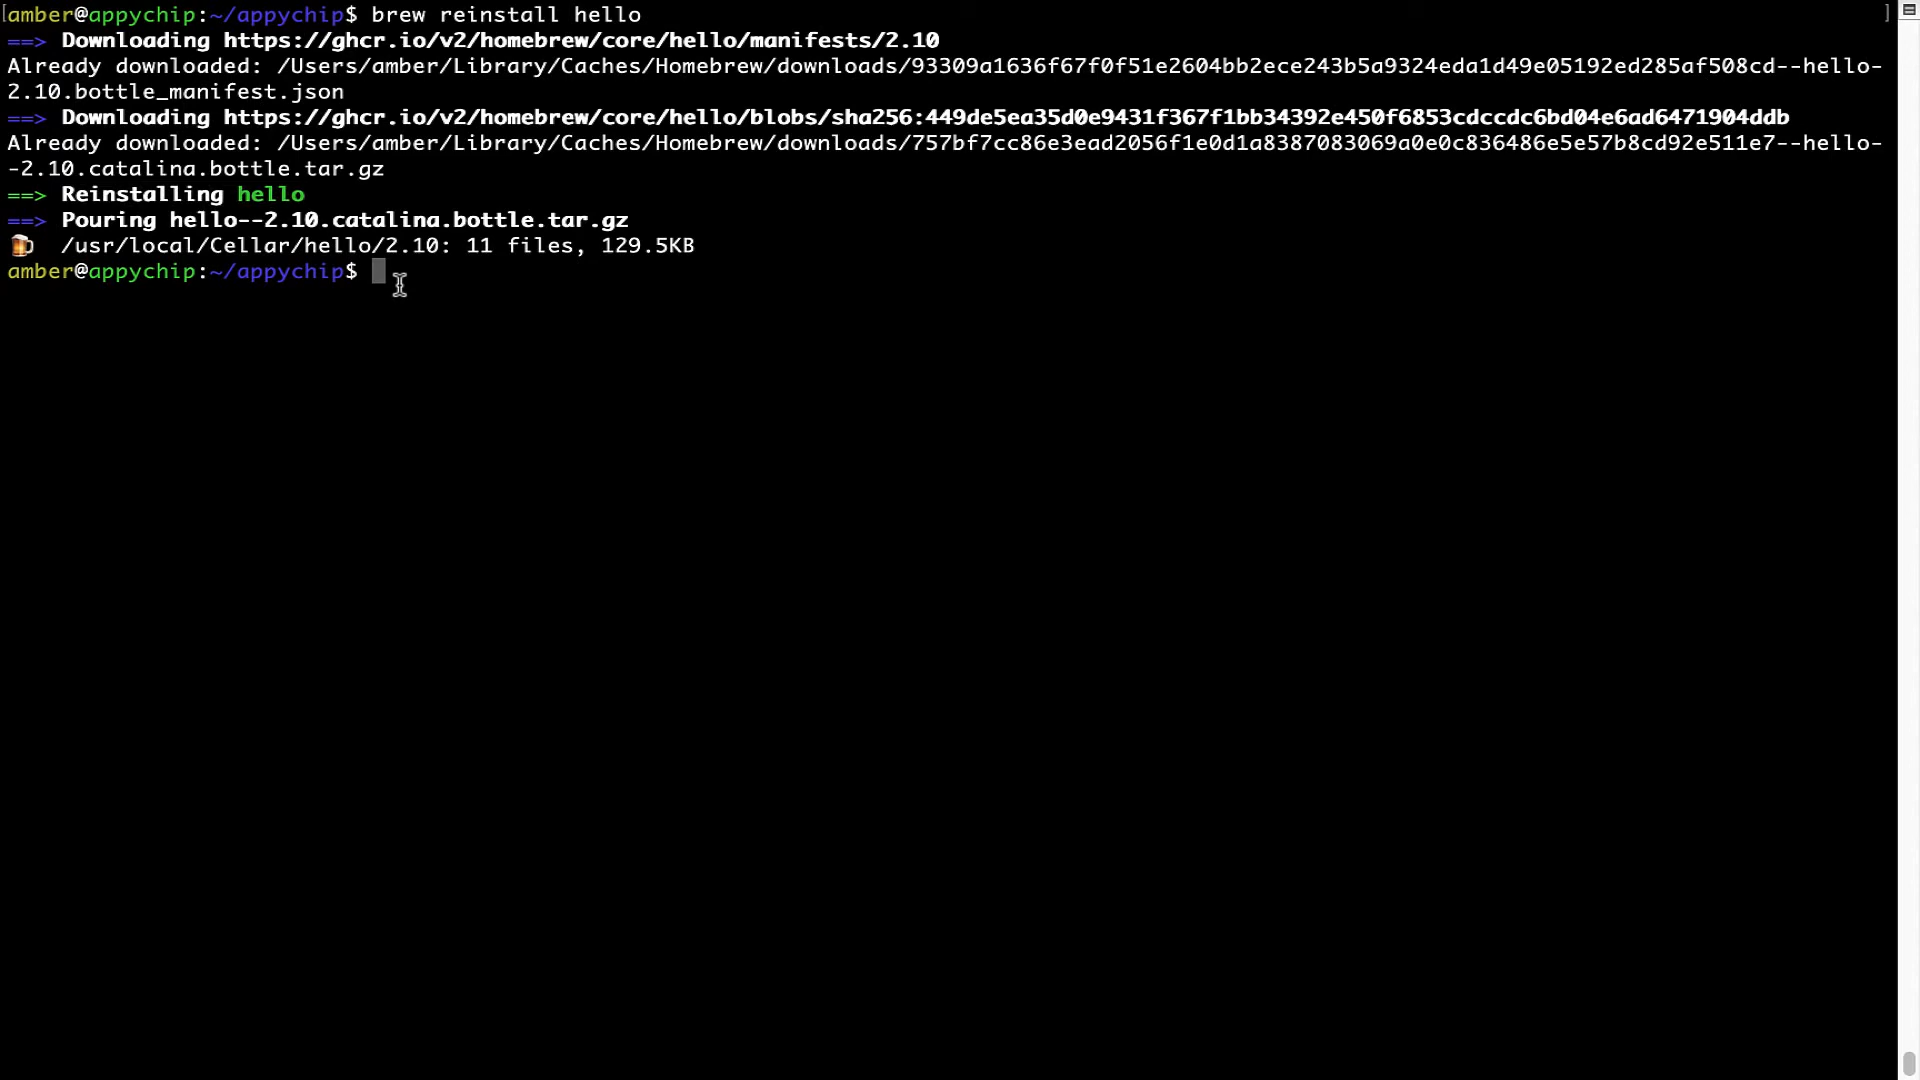 amber@appychip:~/appychip$ brew reinstall hello
==> Downloading https://ghcr.io/v2/homebrew/core/hello/manifests/2.10
Already downloaded: /Users/amber/Library/Caches/Homebrew/downloads/93309a1636f67f0f51e2604bb2ece243b5a9324eda1d49e05192ed285af508cd--hello-
2.10.bottle_manifest.json
==> Downloading https://ghcr.io/v2/homebrew/core/hello/blobs/sha256:449de5ea35d0e9431f367f1bb34392e450f6853cdccdc6bd04e6ad6471904ddb
Already downloaded: /Users/amber/Library/Caches/Homebrew/downloads/757bf7cc86e3ead2056f1e0d1a8387083069a0e0c836486e5e57b8cd92e511e7--hello-
-2.10.catalina.bottle.tar.gz
==> Reinstalling hello
==> Pouring hello--2.10.catalina.bottle.tar.gz
🍺  /usr/local/Cellar/hello/2.10: 11 files, 129.5KB
amber@appychip:~/appychip$